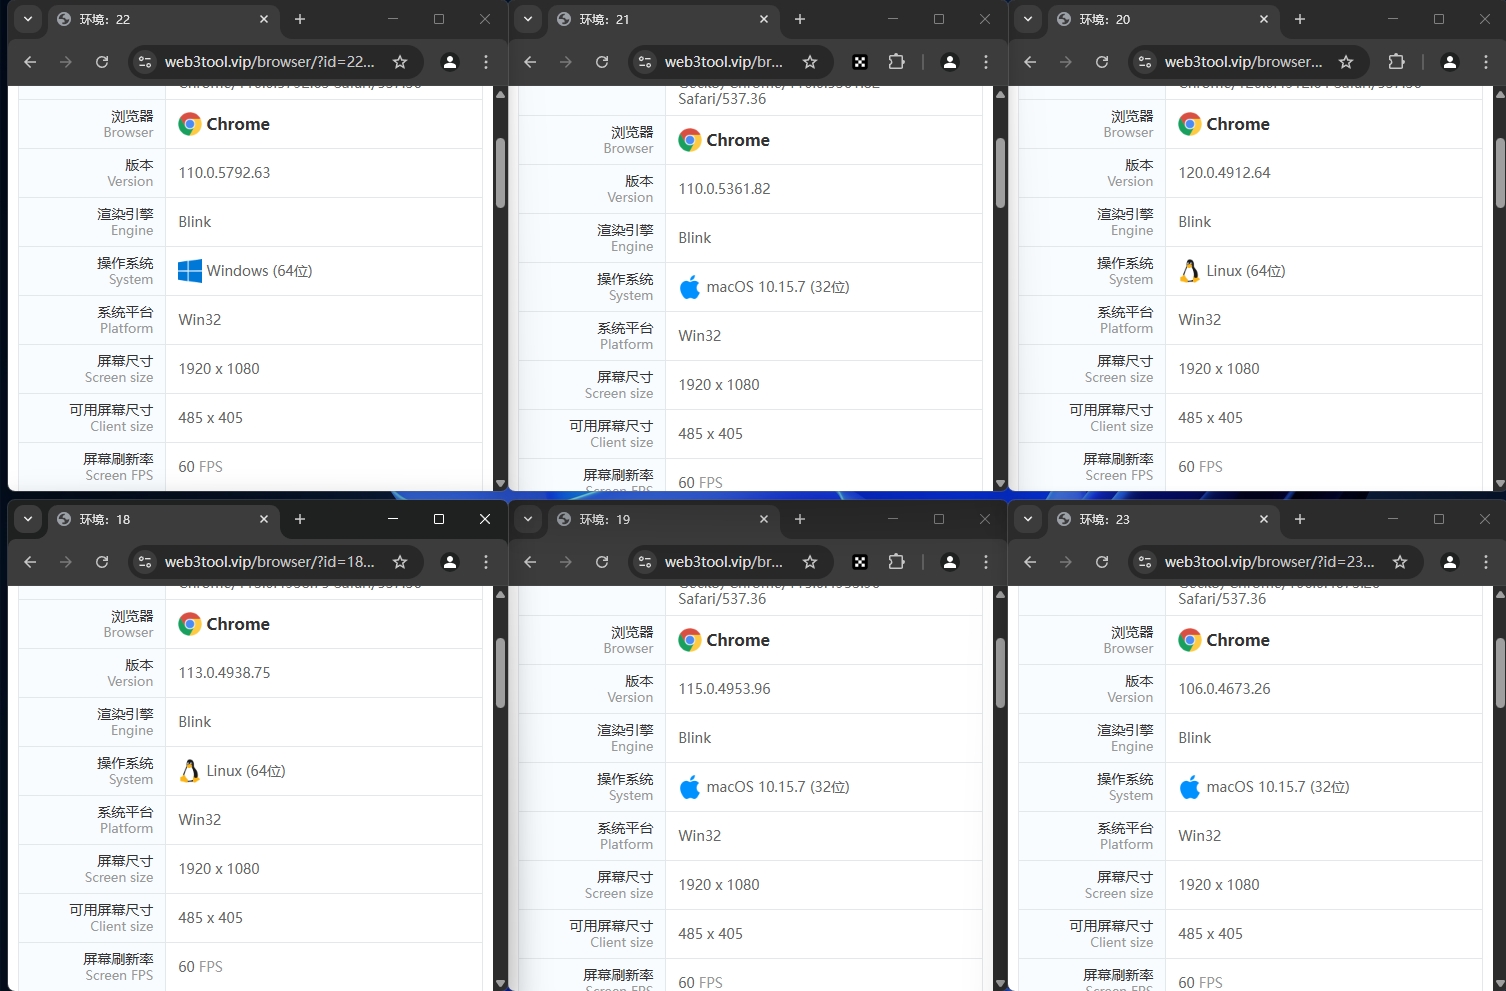 环境：22
web3tool.vip/browser/?id=22...
浏览器
Browser
Chrome
版本
Version
110.0.5792.63
渲染引擎
Engine
Blink
操作系统
System
Windows (64位)
系统平台
Platform
Win32
屏幕尺寸
Screen size
1920 x 1080
可用屏幕尺寸
Client size
485 x 405
屏幕刷新率
Screen FPS
60 FPS
环境：21
web3tool.vip/br...
Safari/537.36
浏览器
Browser
Chrome
版本
Version
110.0.5361.82
渲染引擎
Engine
Blink
操作系统
System
macOS 10.15.7 (32位)
系统平台
Platform
Win32
屏幕尺寸
Screen size
1920 x 1080
可用屏幕尺寸
Client size
485 x 405
屏幕刷新率
Screen FPS
60 FPS
环境：20
web3tool.vip/browser...
浏览器
Browser
Chrome
版本
Version
120.0.4912.64
渲染引擎
Engine
Blink
操作系统
System
Linux (64位)
系统平台
Platform
Win32
屏幕尺寸
Screen size
1920 x 1080
可用屏幕尺寸
Client size
485 x 405
屏幕刷新率
Screen FPS
60 FPS
环境：18
web3tool.vip/browser/?id=18...
浏览器
Browser
Chrome
版本
Version
113.0.4938.75
渲染引擎
Engine
Blink
操作系统
System
Linux (64位)
系统平台
Platform
Win32
屏幕尺寸
Screen size
1920 x 1080
可用屏幕尺寸
Client size
485 x 405
屏幕刷新率
Screen FPS
60 FPS
环境：19
web3tool.vip/br...
Safari/537.36
浏览器
Browser
Chrome
版本
Version
115.0.4953.96
渲染引擎
Engine
Blink
操作系统
System
macOS 10.15.7 (32位)
系统平台
Platform
Win32
屏幕尺寸
Screen size
1920 x 1080
可用屏幕尺寸
Client size
485 x 405
屏幕刷新率
Screen FPS
60 FPS
环境：23
web3tool.vip/browser/?id=23...
Safari/537.36
浏览器
Browser
Chrome
版本
Version
106.0.4673.26
渲染引擎
Engine
Blink
操作系统
System
macOS 10.15.7 (32位)
系统平台
Platform
Win32
屏幕尺寸
Screen size
1920 x 1080
可用屏幕尺寸
Client size
485 x 405
屏幕刷新率
Screen FPS
60 FPS